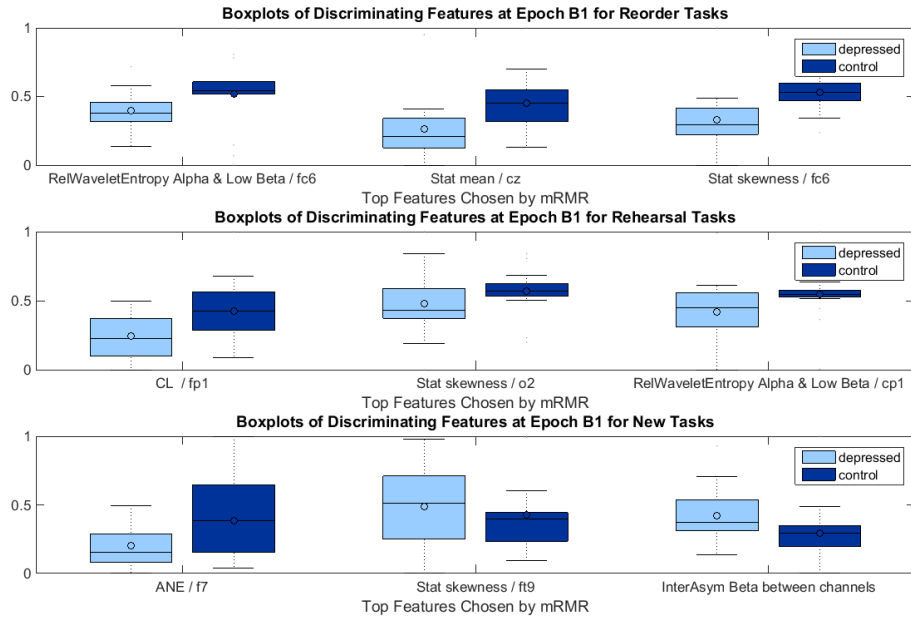 Boxplots of Discriminating Features at Epoch B1 for Reorder Tasks
1
0.5
0
depressed
control
RelWaveletEntropy Alpha & Low Beta / fc6
Stat mean / cz
Stat skewness / fc6
Top Features Chosen by mRMR
Boxplots of Discriminating Features at Epoch B1 for Rehearsal Tasks
1
0.5
0
depressed
control
CL / fp1
Stat skewness / o2
RelWaveletEntropy Alpha & Low Beta / cp1
Top Features Chosen by mRMR
Boxplots of Discriminating Features at Epoch B1 for New Tasks
1
0.5
0
depressed
control
ANE / f7
Stat skewness / ft9
InterAsym Beta between channels
Top Features Chosen by mRMR